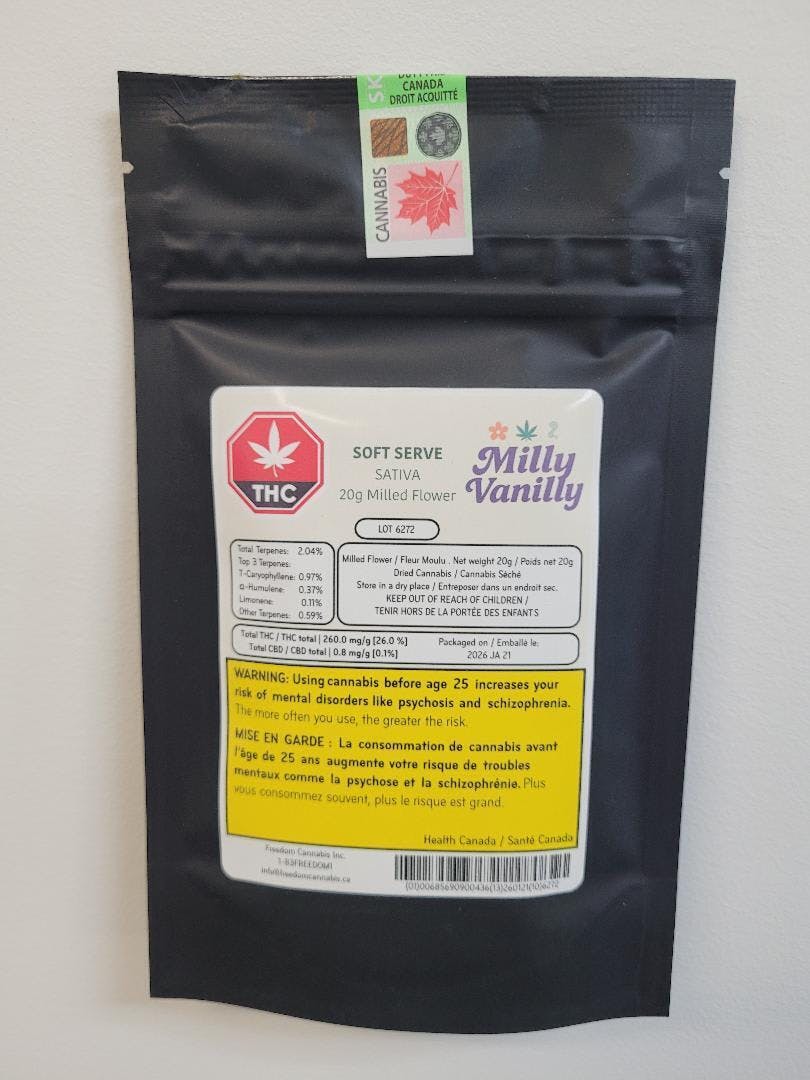 SK
CANADA
DROIT ACQUITTÉ
CANNABIS
THC
SOFT SERVE
SATIVA
20g Milled Flower
Milly
Vanilly
LOT 6272
Total Terpenes: 2.04%
Top 3 Terpenes:
T-Caryophyllene: 0.97%
α-Humulene: 0.37%
Limonene: 0.11%
Other Terpenes: 0.59%
Milled Flower / Fleur Moulu . Net weight 20g / Poids net 20g
Dried Cannabis / Cannabis Séché
Store in a dry place / Entreposer dans un endroit sec.
KEEP OUT OF REACH OF CHILDREN /
TENIR HORS DE LA PORTÉE DES ENFANTS
Total THC / THC total | 260.0 mg/g [26.0 %]
Total CBD / CBD total | 0.8 mg/g [0.1%]
Packaged on / Emballé le:
2026 JA 21
WARNING: Using cannabis before age 25 increases your
risk of mental disorders like psychosis and schizophrenia.
The more often you use, the greater the risk.
MISE EN GARDE : La consommation de cannabis avant
l'âge de 25 ans augmente votre risque de troubles
mentaux comme la psychose et la schizophrénie. Plus
vous consommez souvent, plus le risque est grand.
Health Canada / Santé Canada
Freedom Cannabis Inc.
1-83FREEDOM1
info@freedomcannabis.ca
(01)00685690900436(13)260121(10)6272